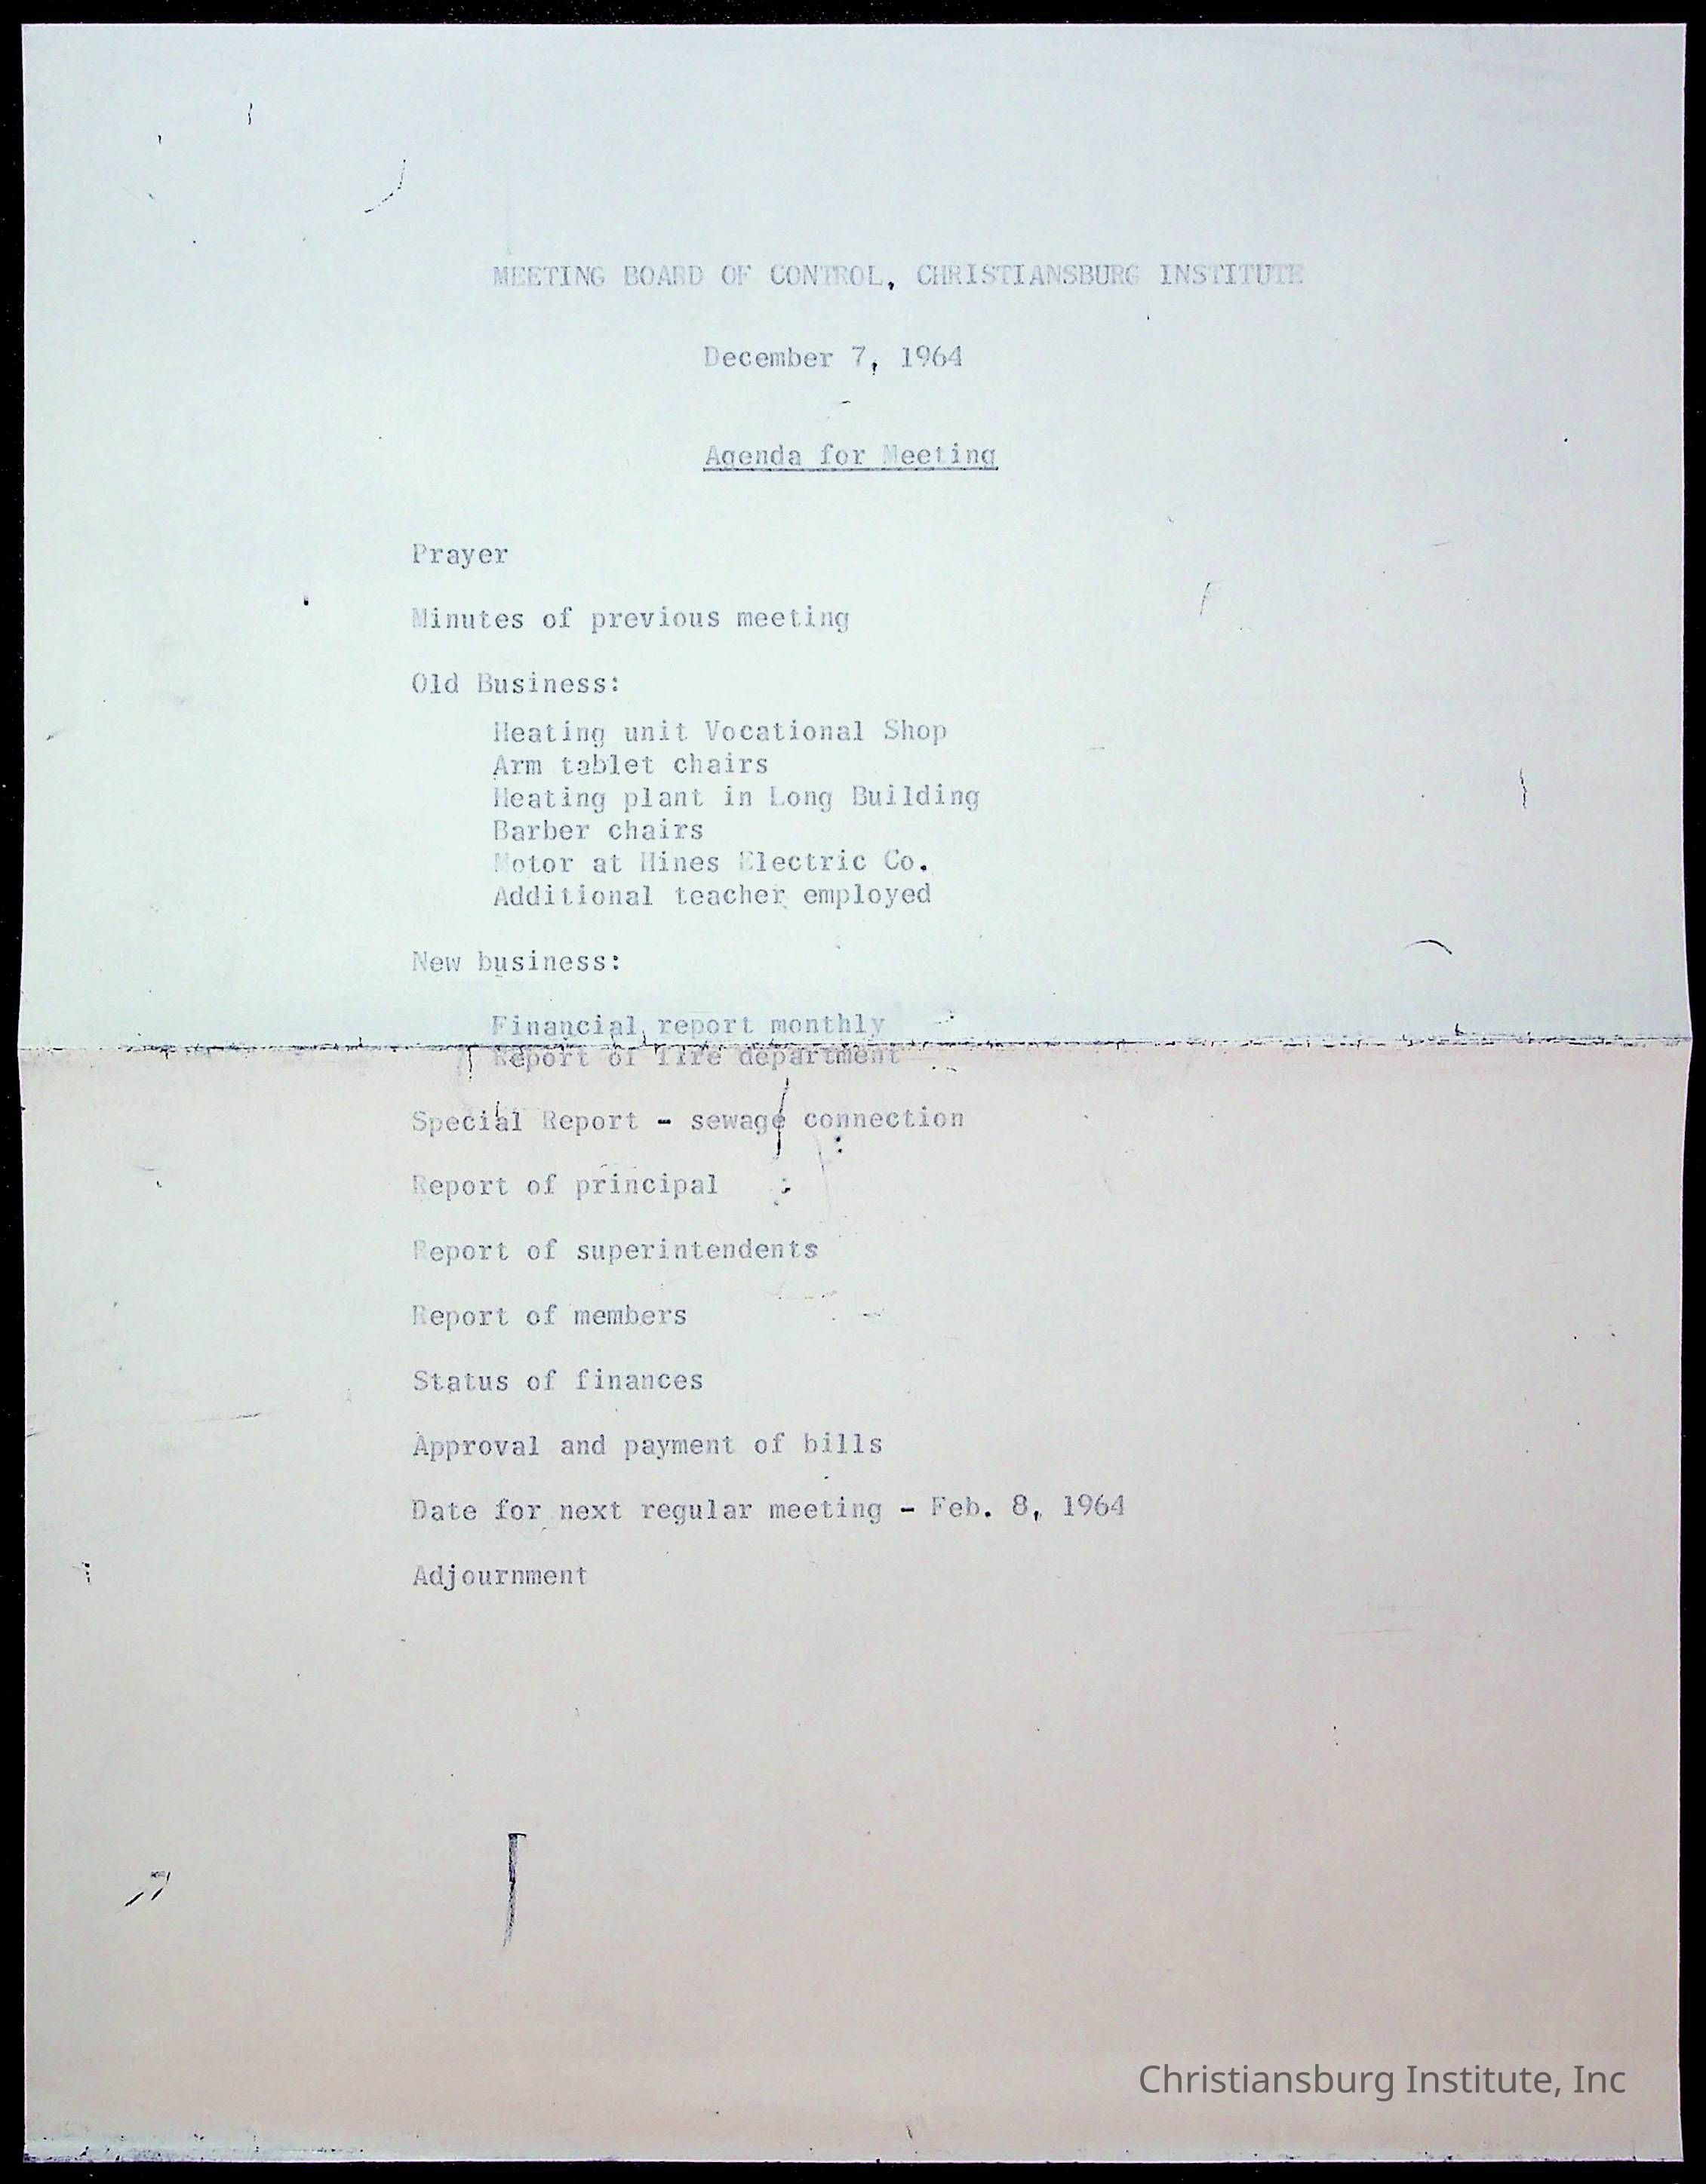 MEETING BOARD OF CONTROL, CHRISTIANSBURG INSTITUTE
December 7, 1964
Agenda for Meeting
Prayer
Minutes of previous meeting
Old Business:
Heating unit Vocational Shop
Arm tablet chairs
Heating plant in Long Building
Barber chairs
Motor at Hines Electric Co.
Additional teacher employed
New business:
Financial report monthly
Report of fire department
Special Report - sewage connection
Report of principal
Report of superintendents
Report of members
Status of finances
Approval and payment of bills
Date for next regular meeting - Feb. 8, 1964
Adjournment
Christiansburg Institute, Inc